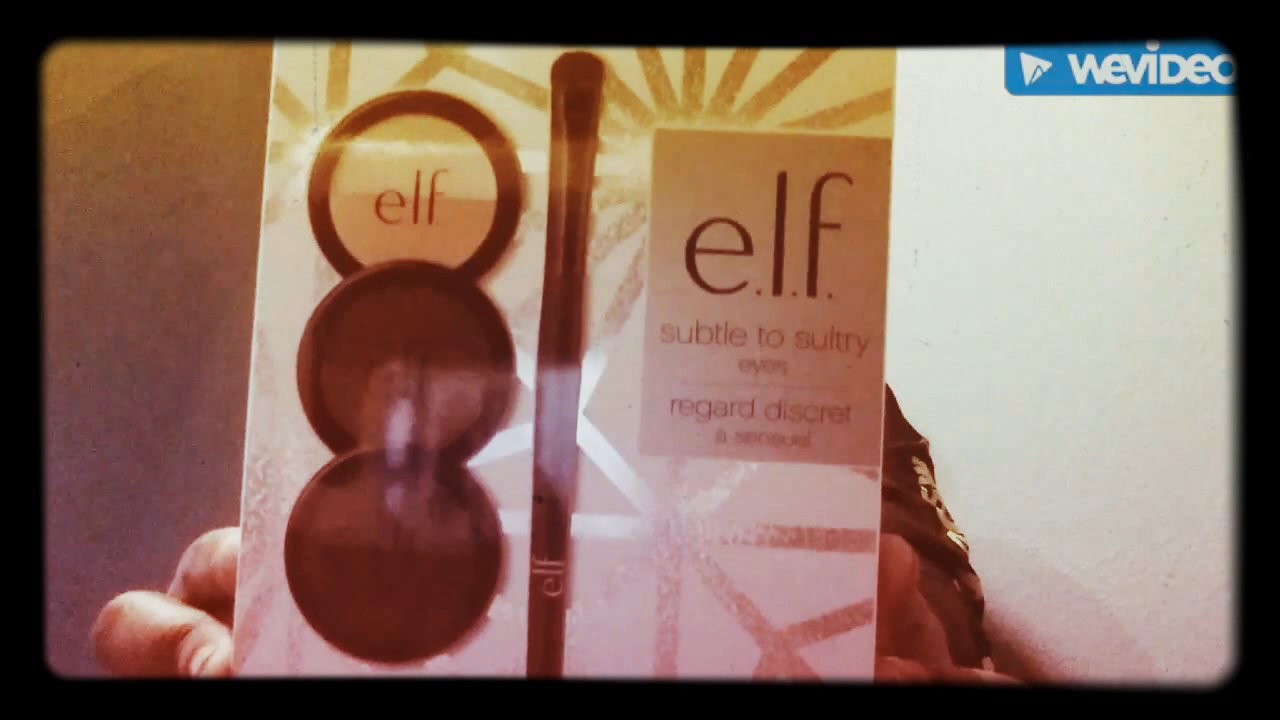 WEVIDEO
elf
e.l.f.
subtle to sultry
eyes
regard discret
à sensuel
elf